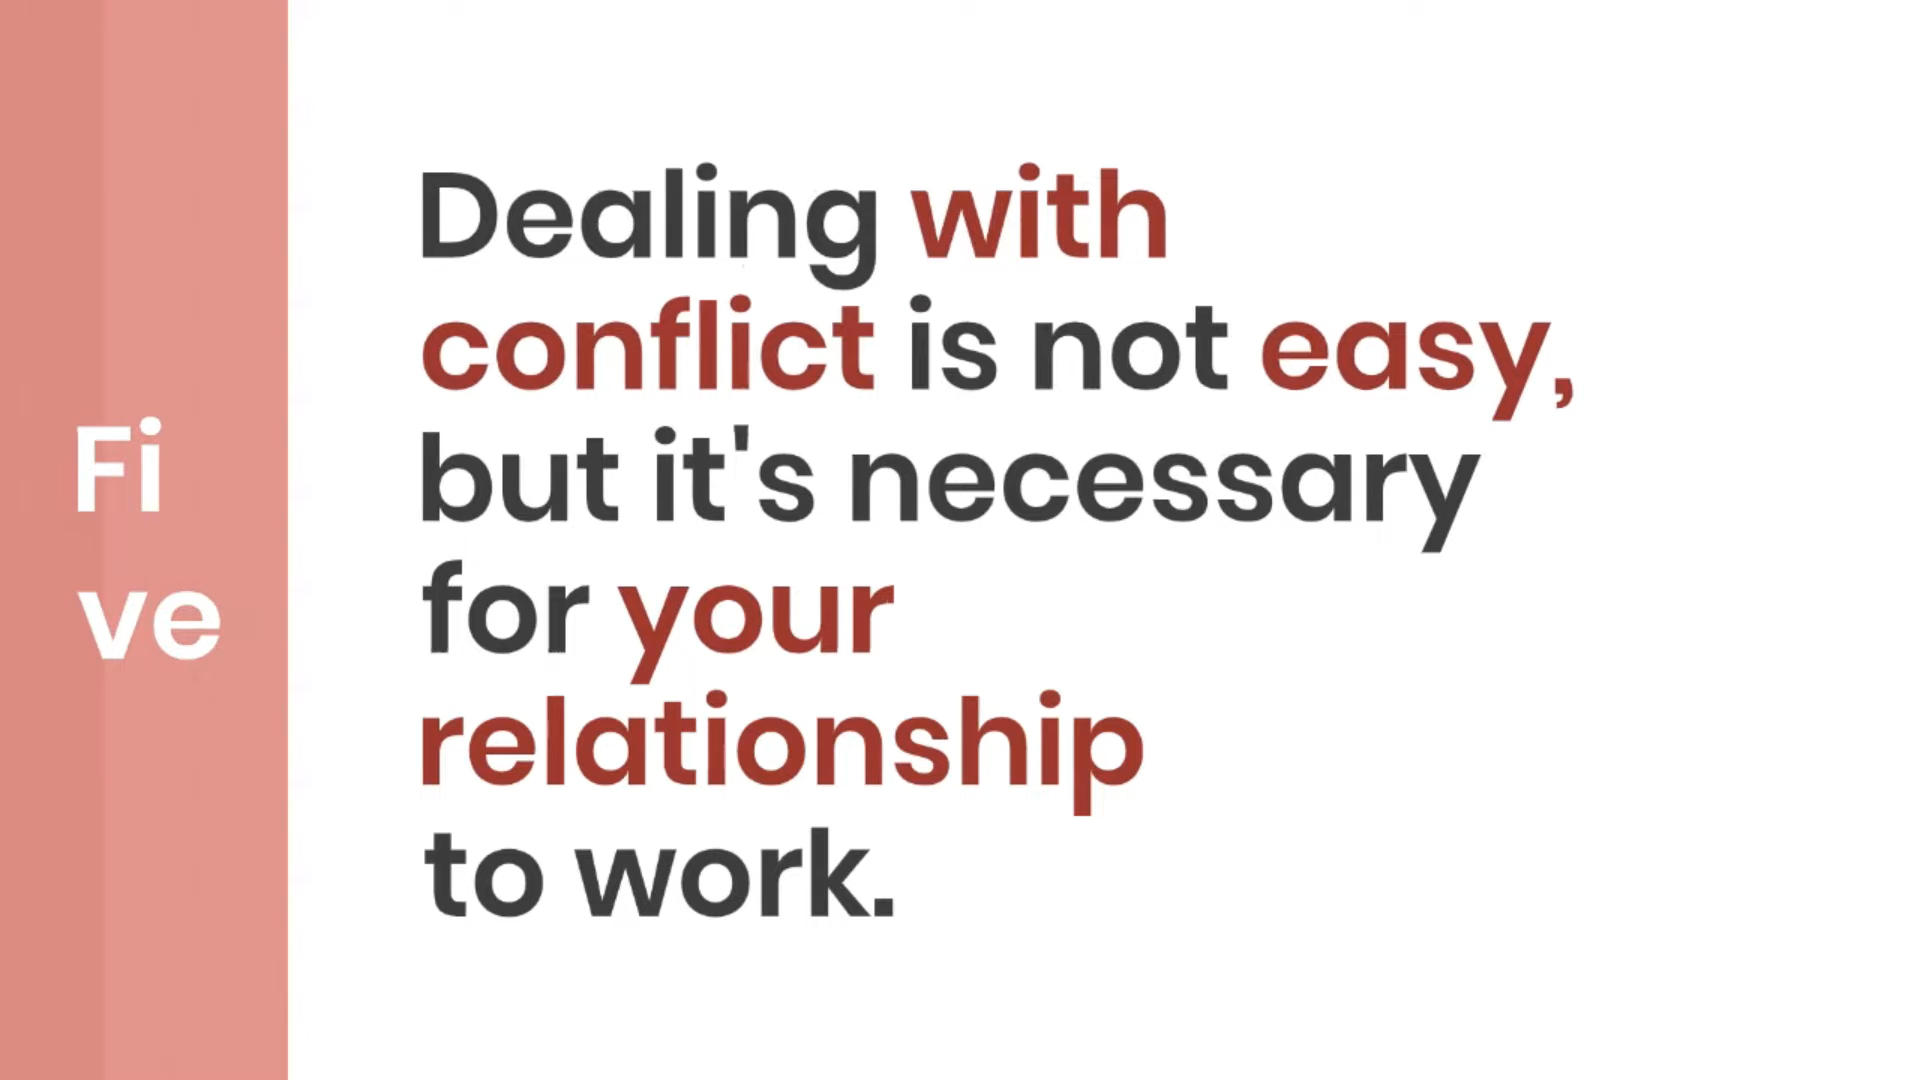 Fi
ve
Dealing with
conflict is not easy,
but it's necessary
for your
relationship
to work.